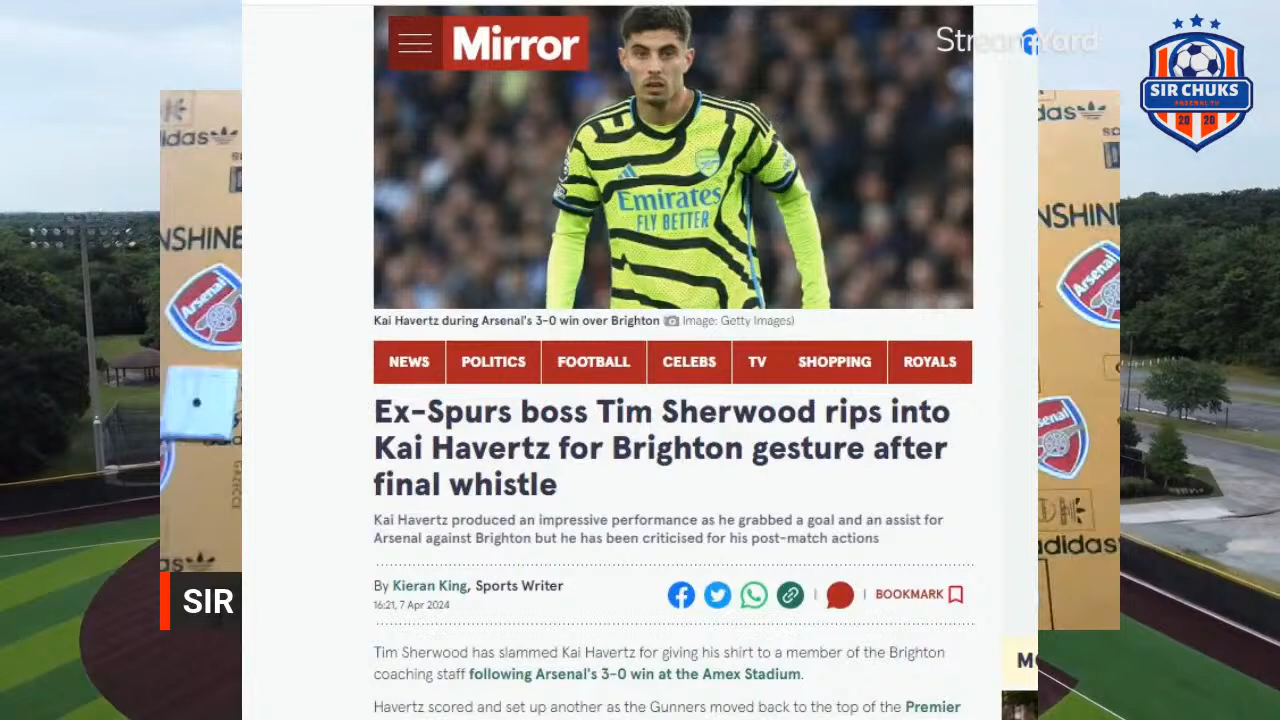 Mirror
StreamYard
SIR CHUKS
ARSENAL TV
20 20
Emirates
FLY BETTER
adidas
NSHINE
Arsenal
das
NSHINE
Arsenal
Arsenal
adidas
Kai Havertz during Arsenal's 3-0 win over Brighton Image: Getty Images)
NEWS POLITICS FOOTBALL CELEBS TV SHOPPING ROYALS
Ex-Spurs boss Tim Sherwood rips into
Kai Havertz for Brighton gesture after
final whistle
Kai Havertz produced an impressive performance as he grabbed a goal and an assist for
Arsenal against Brighton but he has been criticised for his post-match actions
By Kieran King, Sports Writer
16:21, 7 Apr 2024
BOOKMARK
SIR
Tim Sherwood has slammed Kai Havertz for giving his shirt to a member of the Brighton
coaching staff following Arsenal's 3-0 win at the Amex Stadium.
Havertz scored and set up another as the Gunners moved back to the top of the Premier